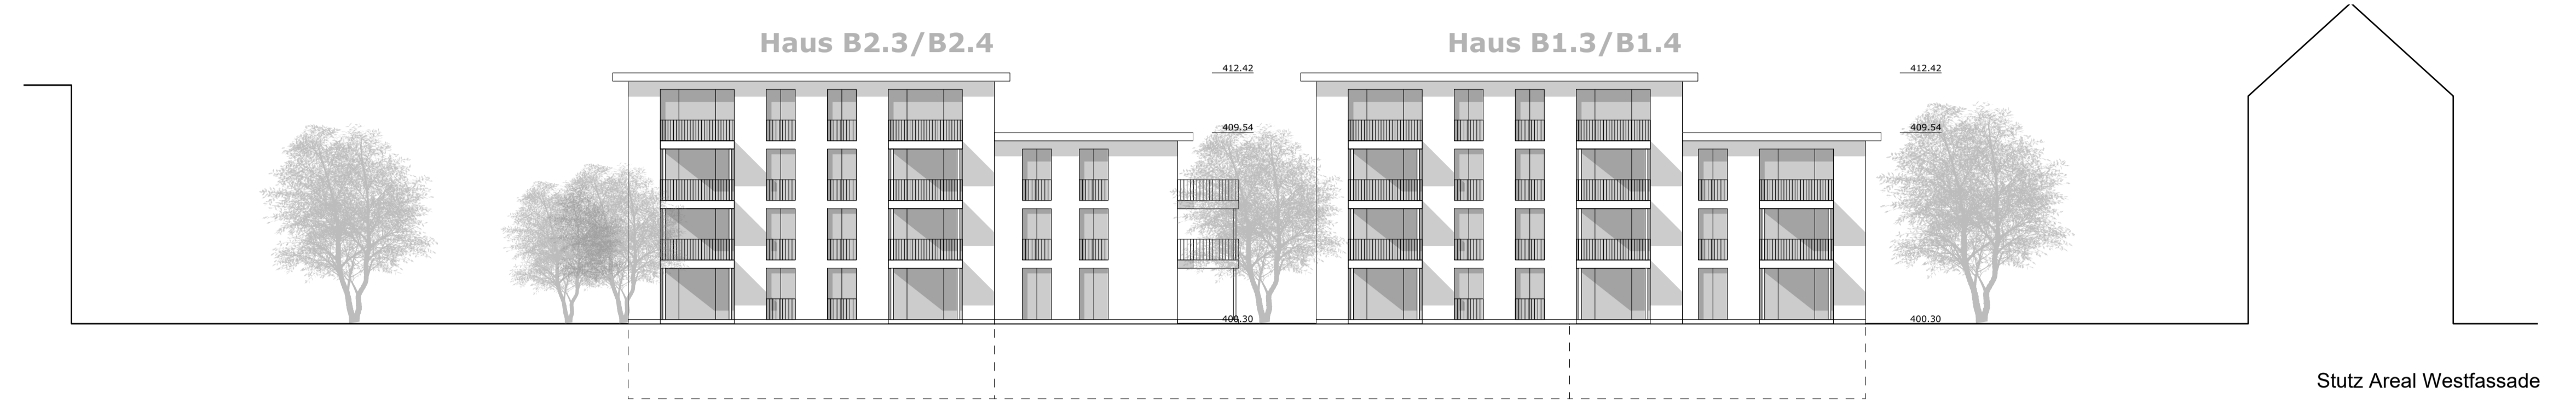 Haus B2.3/B2.4
Haus B1.3/B1.4
412.42
412.42
409.54
409.54
400.30
400.30
Stutz Areal Westfassade